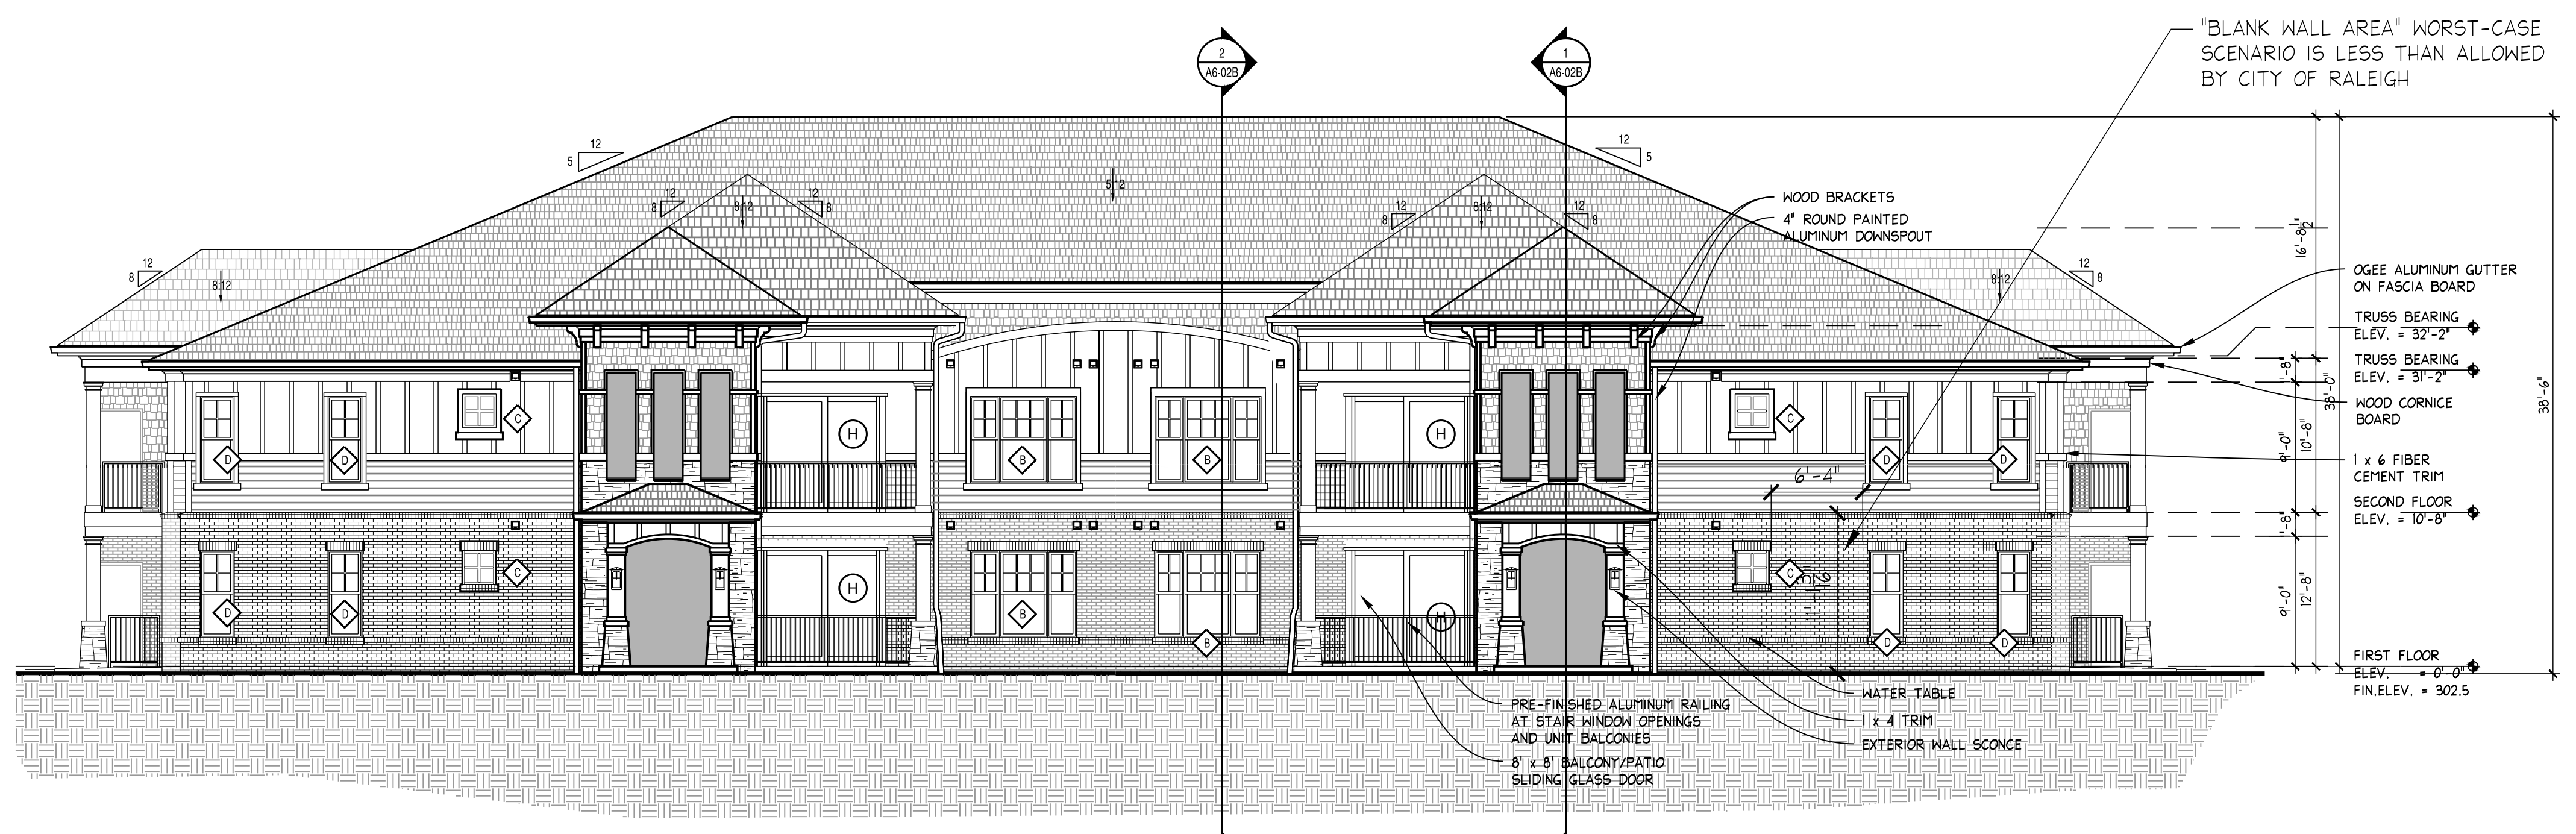 "BLANK WALL AREA" WORST-CASE
SCENARIO IS LESS THAN ALLOWED
BY CITY OF RALEIGH
2
A6-02B
1
A6-02B
12
5
12
5
5:12
12
8
8:12
12
8
12
8
8:12
12
8
12
8
8:12
8:12
12
8
WOOD BRACKETS
4" ROUND PAINTED
ALUMINUM DOWNSPOUT
OGEE ALUMINUM GUTTER
ON FASCIA BOARD
TRUSS BEARING
ELEV. = 32'-2"
TRUSS BEARING
ELEV. = 31'-2"
WOOD CORNICE
BOARD
1 x 6 FIBER
CEMENT TRIM
SECOND FLOOR
ELEV. = 10'-8"
FIRST FLOOR
ELEV. = 0'-0"
FIN.ELEV. = 302.5
16'-8 1/2"
38'-0"
38'-6"
9'-0"
10'-8"
9'-0"
12'-8"
6'-4"
D
D
C
H
B
B
H
C
D
D
D
D
C
H
B
B
H
C
D
D
PRE-FINISHED ALUMINUM RAILING
AT STAIR WINDOW OPENINGS
AND UNIT BALCONIES
8' x 8' BALCONY/PATIO
SLIDING GLASS DOOR
WATER TABLE
1 x 4 TRIM
EXTERIOR WALL SCONCE